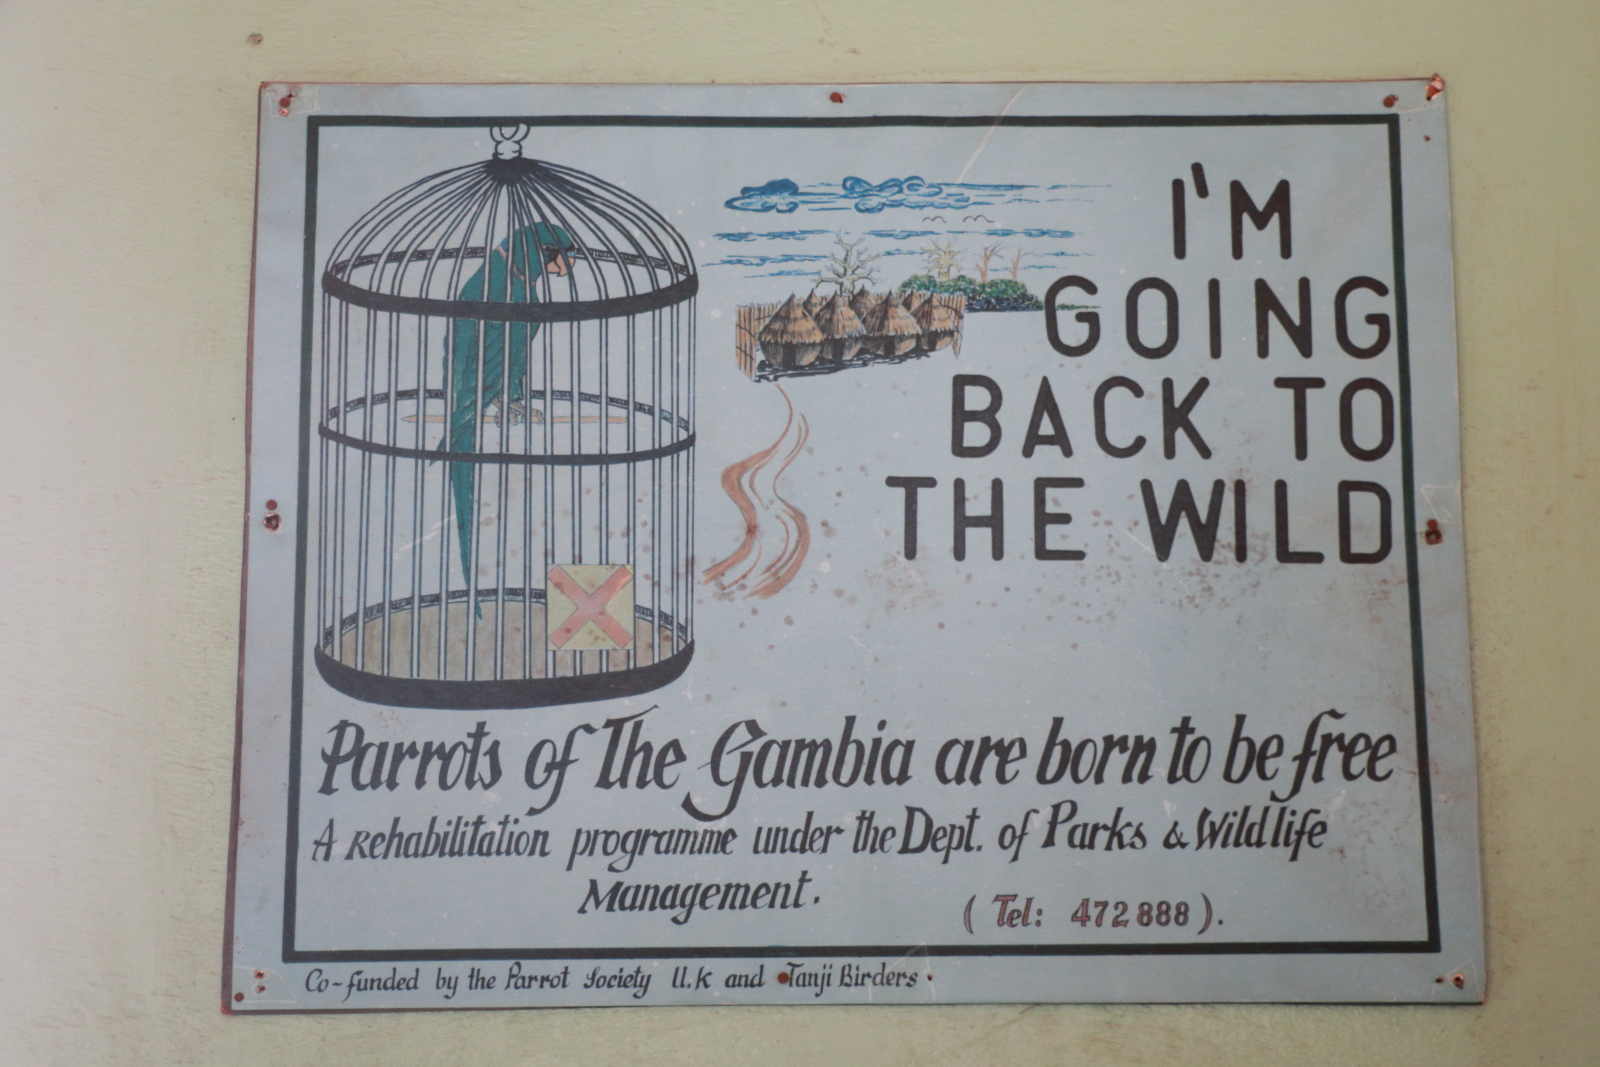 I'M
GOING
BACK TO
THE WILD
Parrots of The Gambia are born to be free
A Rehabilitation programme under the Dept. of Parks & Wildlife
Management.
( Tel: 472888 ).
Co-funded by the Parrot Society U.K and Tanji Birders